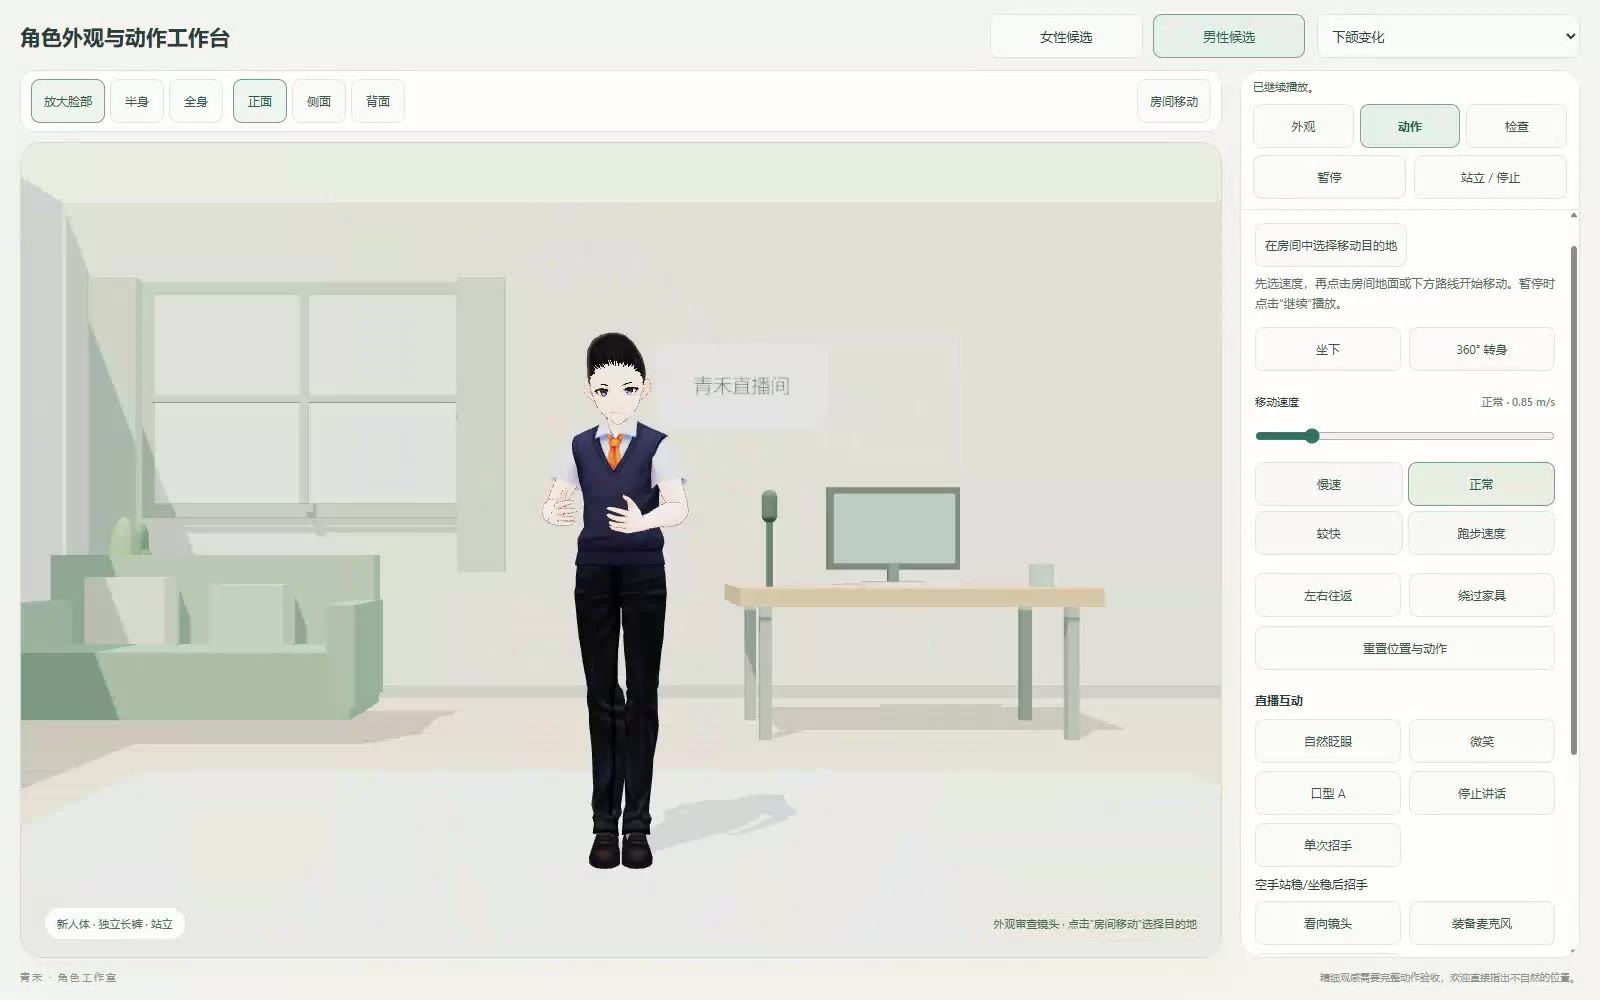 角色外观与动作工作台
女性候选
男性候选
下颌变化
放大脸部
半身
全身
正面
侧面
背面
房间移动
青禾直播间
新人体 · 独立长裤 · 站立
外观审查镜头 · 点击“房间移动”选择目的地
已继续播放。
外观
动作
检查
暂停
站立 / 停止
在房间中选择移动目的地
先选速度，再点击房间地面或下方路线开始移动。暂停时
点击“继续”播放。
坐下
360° 转身
移动速度
正常 · 0.85 m/s
慢速
正常
较快
跑步速度
左右往返
绕过家具
重置位置与动作
直播互动
自然眨眼
微笑
口型 A
停止讲话
单次招手
空手站稳/坐稳后招手
看向镜头
装备麦克风
青禾 · 角色工作室
精细观感需要完整动作验收，欢迎直接指出不自然的位置。